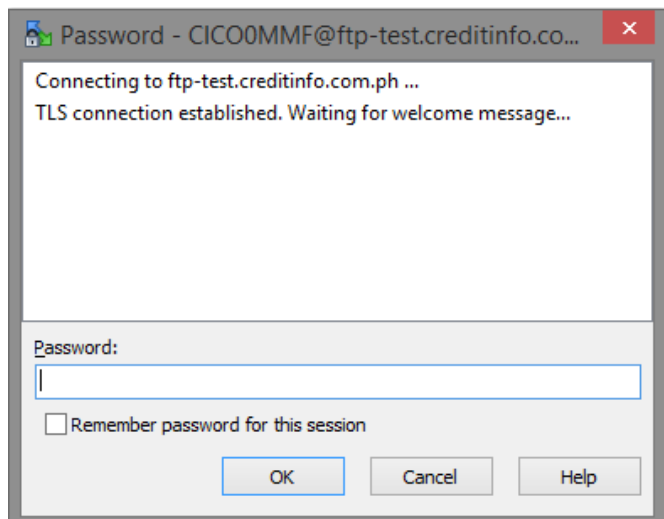 Password - CICO0MMF@ftp-test.creditinfo.co...
Connecting to ftp-test.creditinfo.com.ph ...
TLS connection established. Waiting for welcome message...
Password:
Remember password for this session
OK Cancel Help